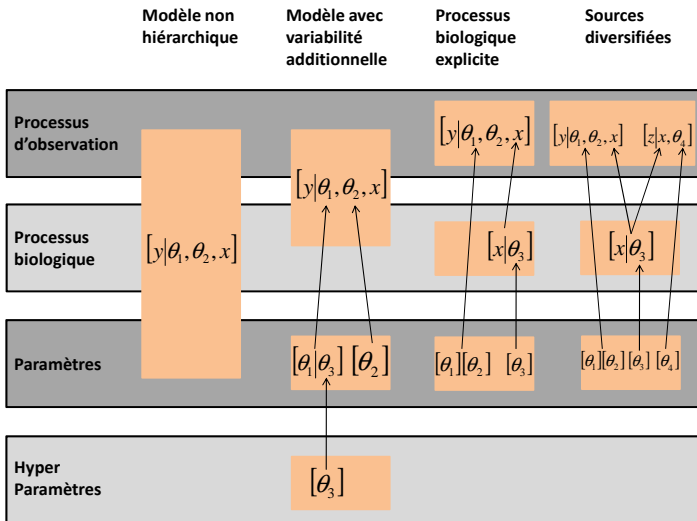 Modèle non
hiérarchique
Modèle avec
variabilité
additionnelle
Processus
biologique
explicite
Sources
diversifiées
Processus
d'observation
[y|θ₁,θ₂,x]
[y|θ₁,θ₂,x] [z|x,θ₄]
[y|θ₁,θ₂,x]
Processus
biologique
[y|θ₁,θ₂,x]
[x|θ₃]
[x|θ₃]
Paramètres
[θ₁|θ₃] [θ₂]
[θ₁][θ₂] [θ₃]
[θ₁][θ₂] [θ₃] [θ₄]
Hyper
Paramètres
[θ₃]